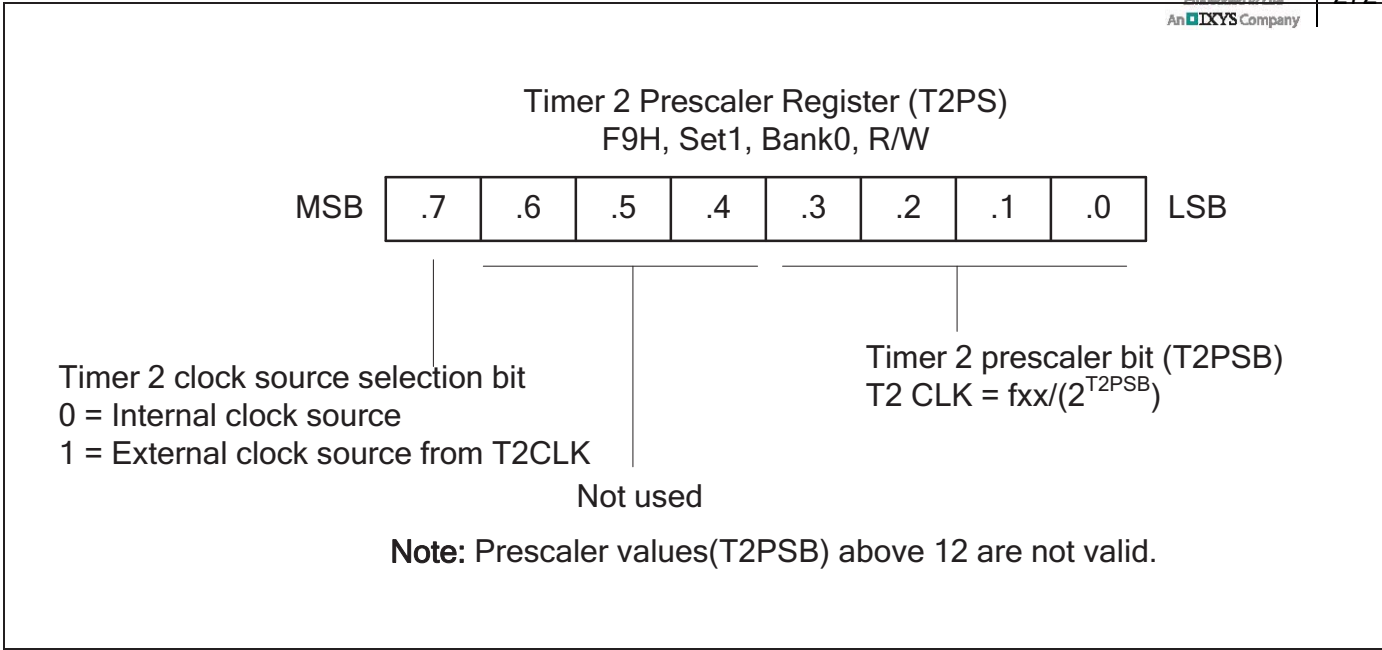 An IXYS Company
Timer 2 Prescaler Register (T2PS)
F9H, Set1, Bank0, R/W
MSB .7 .6 .5 .4 .3 .2 .1 .0 LSB
Timer 2 clock source selection bit
0 = Internal clock source
1 = External clock source from T2CLK
Timer 2 prescaler bit (T2PSB)
T2 CLK = fxx/(2^T2PSB)
Not used
Note: Prescaler values(T2PSB) above 12 are not valid.